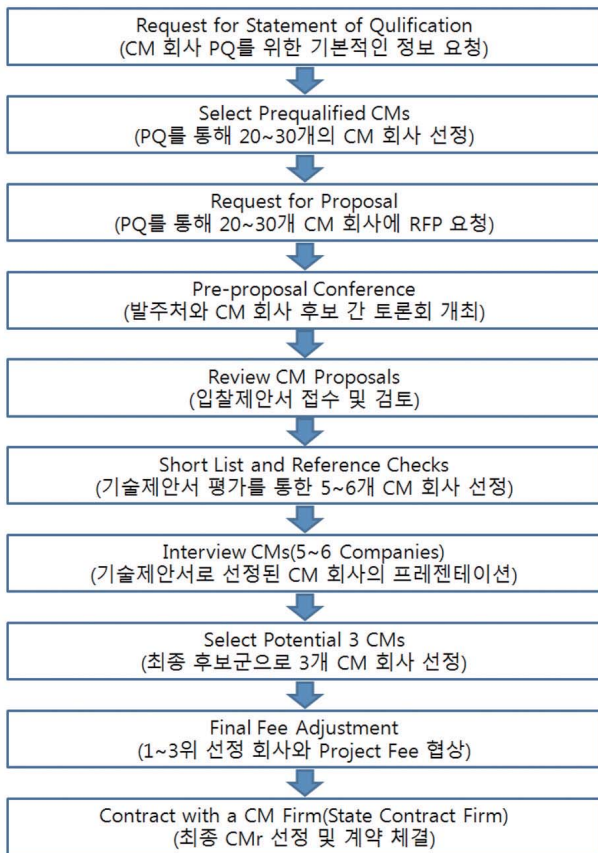 Request for Statement of Qulification
(CM 회사 PQ를 위한 기본적인 정보 요청)
Select Prequalified CMs
(PQ를 통해 20~30개의 CM 회사 선정)
Request for Proposal
(PQ를 통해 20~30개 CM 회사에 RFP 요청)
Pre-proposal Conference
(발주처와 CM 회사 후보 간 토론회 개최)
Review CM Proposals
(입찰제안서 접수 및 검토)
Short List and Reference Checks
(기술제안서 평가를 통한 5~6개 CM 회사 선정)
Interview CMs(5~6 Companies)
(기술제안서로 선정된 CM 회사의 프레젠테이션)
Select Potential 3 CMs
(최종 후보군으로 3개 CM 회사 선정)
Final Fee Adjustment
(1~3위 선정 회사와 Project Fee 협상)
Contract with a CM Firm(State Contract Firm)
(최종 CMr 선정 및 계약 체결)